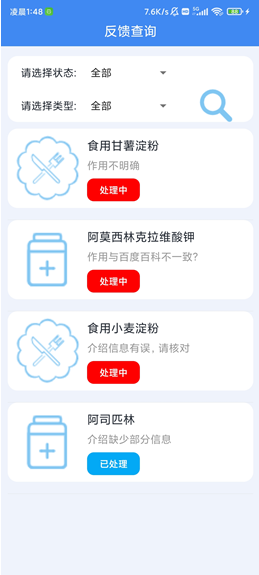 凌晨1:48
7.6K/s
5G
88
反馈查询
请选择状态: 全部
请选择类型: 全部
食用甘薯淀粉
作用不明确
处理中
阿莫西林克拉维酸钾
作用与百度百科不一致?
处理中
食用小麦淀粉
介绍信息有误, 请核对
处理中
阿司匹林
介绍缺少部分信息
已处理